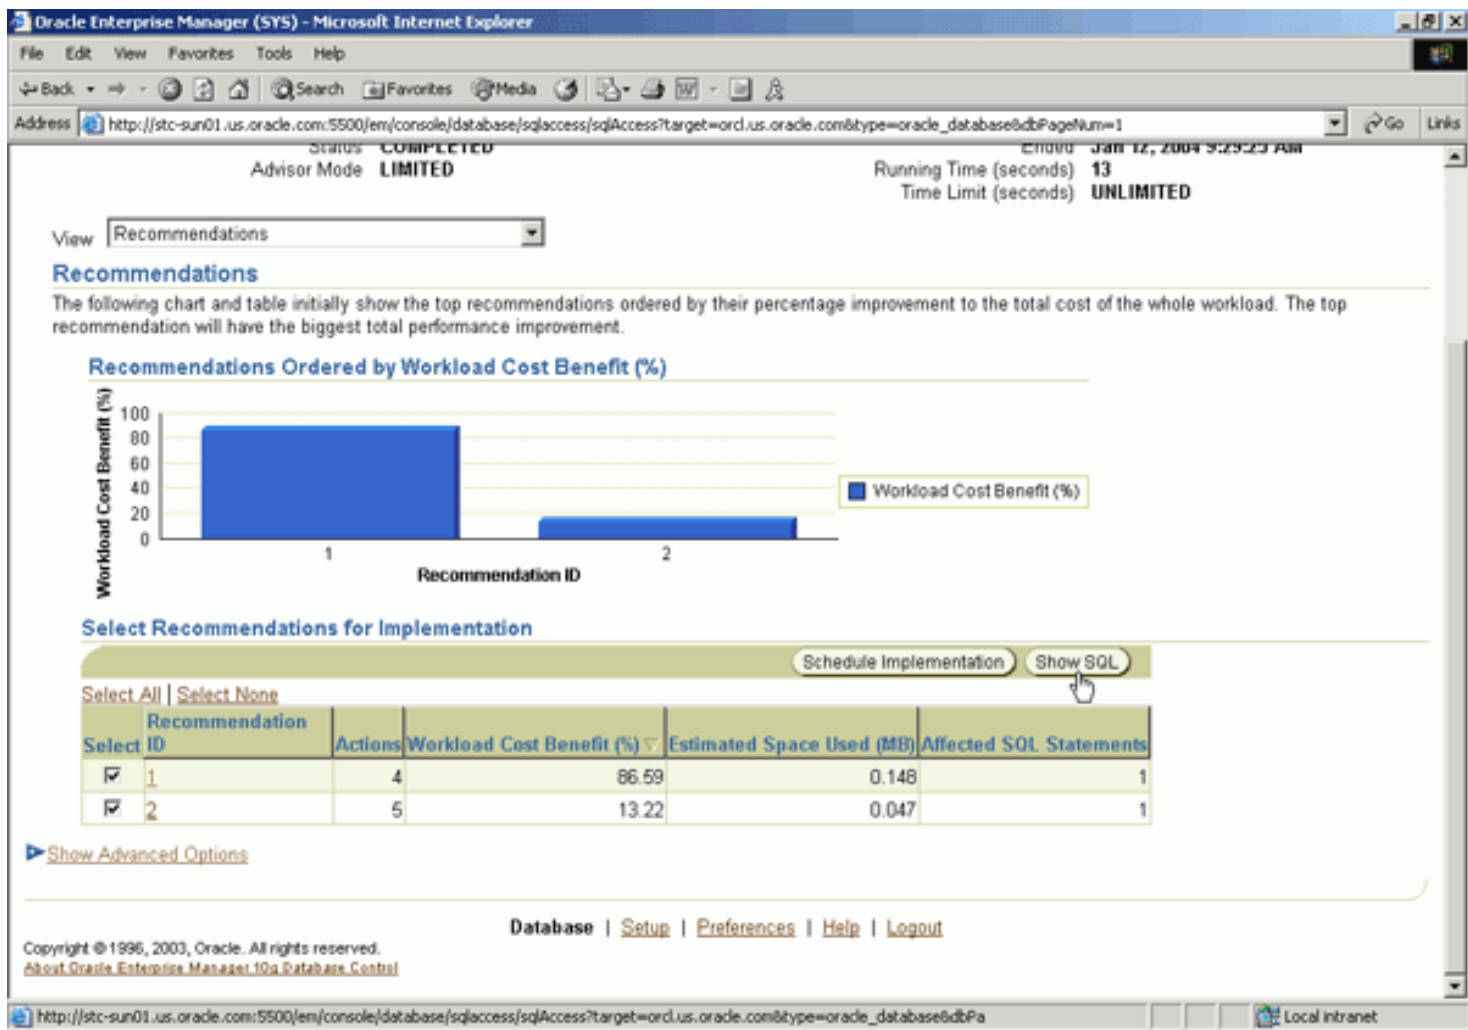 Oracle Enterprise Manager (SYS) - Microsoft Internet Explorer
File Edit View Favorites Tools Help
Back Search Favorites Media
Address http://stc-sun01.us.oracle.com:5500/em/console/database/sqlaccess/sqlAccess?target=orcl.us.oracle.com&type=oracle_database&dbPageNum=1 Go Links
Status COMPLETED Ended Jan 12, 2004 9:29:25 AM
Advisor Mode LIMITED Running Time (seconds) 13
Time Limit (seconds) UNLIMITED
View Recommendations
Recommendations
The following chart and table initially show the top recommendations ordered by their percentage improvement to the total cost of the whole workload. The top
recommendation will have the biggest total performance improvement.
Recommendations Ordered by Workload Cost Benefit (%)
Workload Cost Benefit (%)
100
80
60
40
20
0
1 2
Recommendation ID
Workload Cost Benefit (%)
Select Recommendations for Implementation
Schedule Implementation Show SQL
Select All | Select None
Select Recommendation ID Actions Workload Cost Benefit (%) Estimated Space Used (MB) Affected SQL Statements
1 4 86.59 0.148 1
2 5 13.22 0.047 1
Show Advanced Options
Database | Setup | Preferences | Help | Logout
Copyright © 1996, 2003, Oracle. All rights reserved.
About Oracle Enterprise Manager 10g Database Control
http://stc-sun01.us.oracle.com:5500/em/console/database/sqlaccess/sqlAccess?target=orcl.us.oracle.com&type=oracle_database&dbPa Local intranet